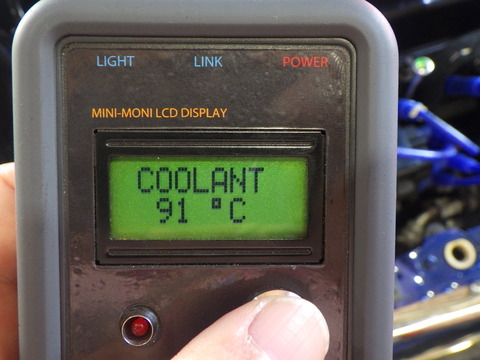 LIGHT LINK POWER
MINI-MONI LCD DISPLAY
COOLANT
91 °C